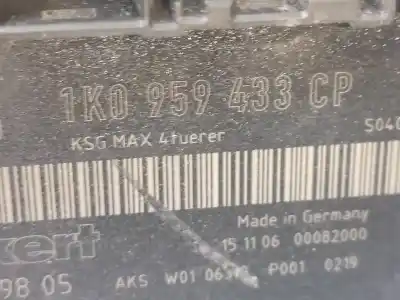 1K0 959 433 CP
KSG MAX 4tuerer S040
Made in Germany
15 11 06 00082000
kert
98 05 AKS W01 P001 0219